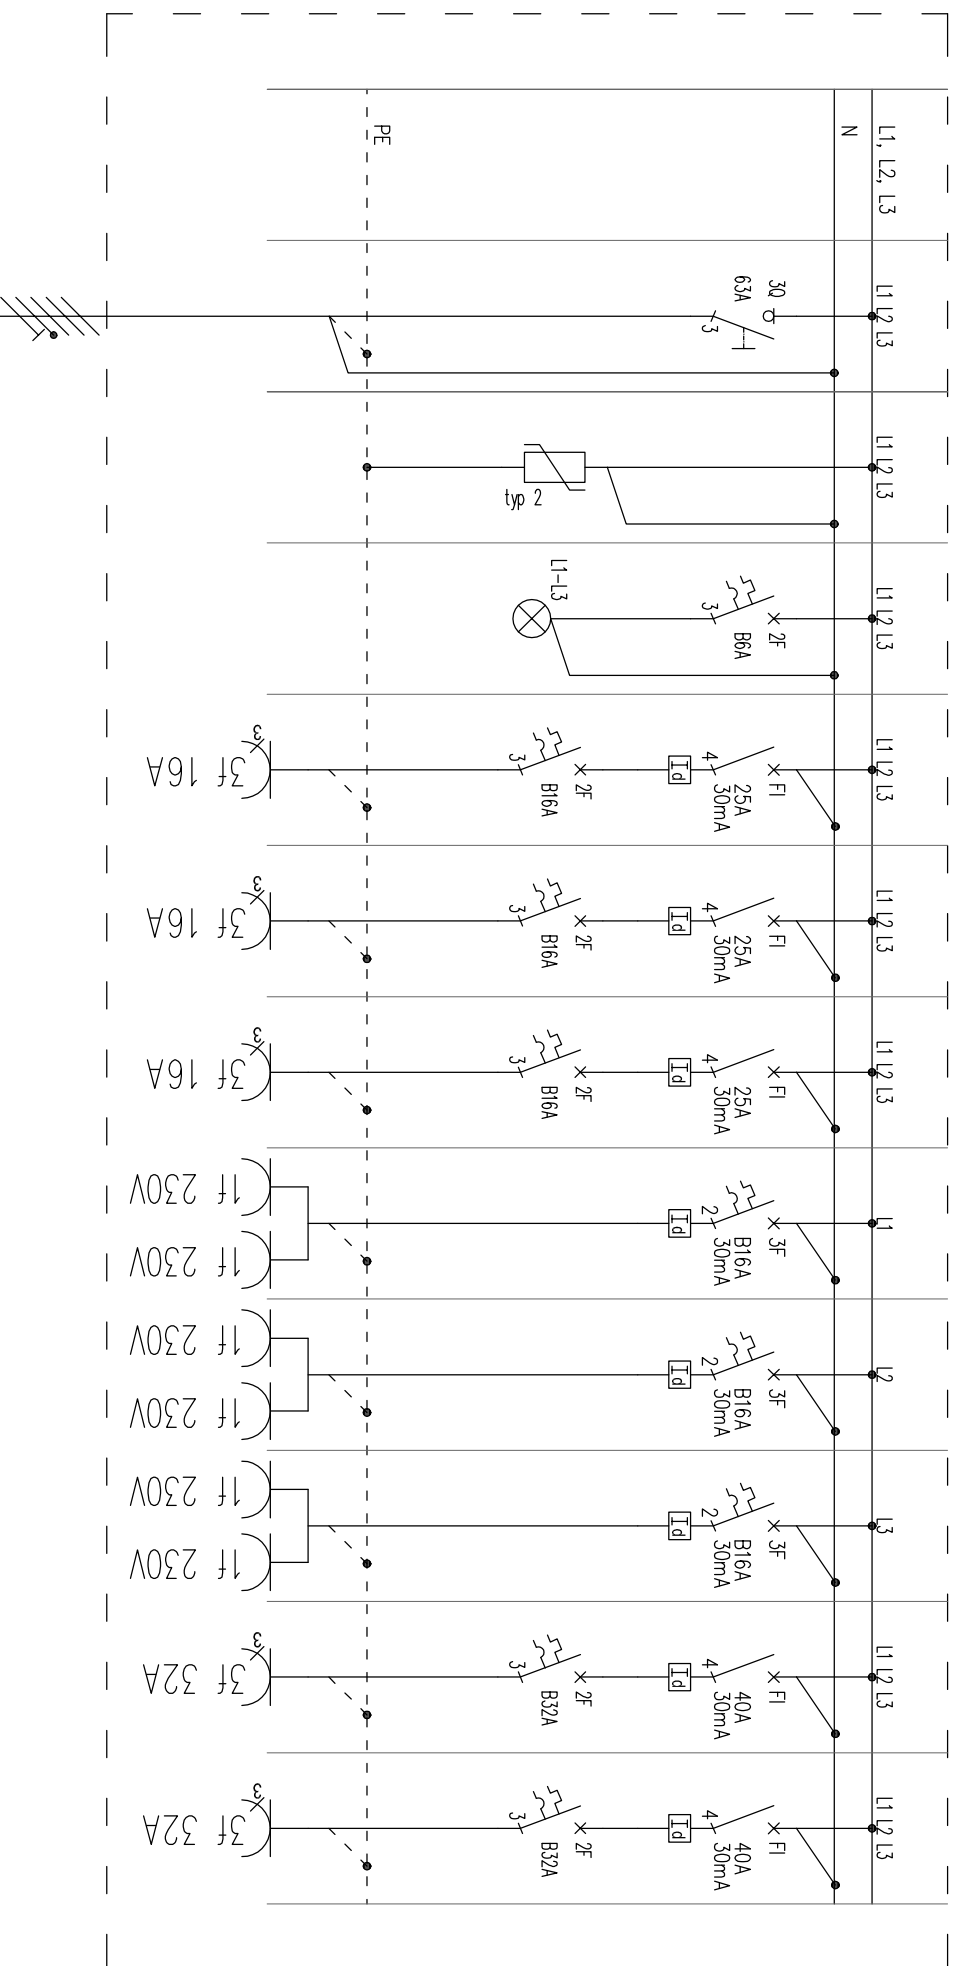 L1, L2, L3
N
PE
L1 L2 L3
3Q
63A
3
L1 L2 L3
typ 2
L1 L2 L3
2F
B6A
3
L1-L3
L1 L2 L3
FI
25A
30mA
4
Id
2F
B16A
3
3
3f 16A
L1 L2 L3
FI
25A
30mA
4
Id
2F
B16A
3
3
3f 16A
L1 L2 L3
FI
25A
30mA
4
Id
2F
B16A
3
3
3f 16A
L1
3F
B16A
30mA
2
Id
1f 230V
1f 230V
L2
3F
B16A
30mA
2
Id
1f 230V
1f 230V
L3
3F
B16A
30mA
2
Id
1f 230V
1f 230V
L1 L2 L3
FI
40A
30mA
4
Id
2F
B32A
3
3
3f 32A
L1 L2 L3
FI
40A
30mA
4
Id
2F
B32A
3
3
3f 32A